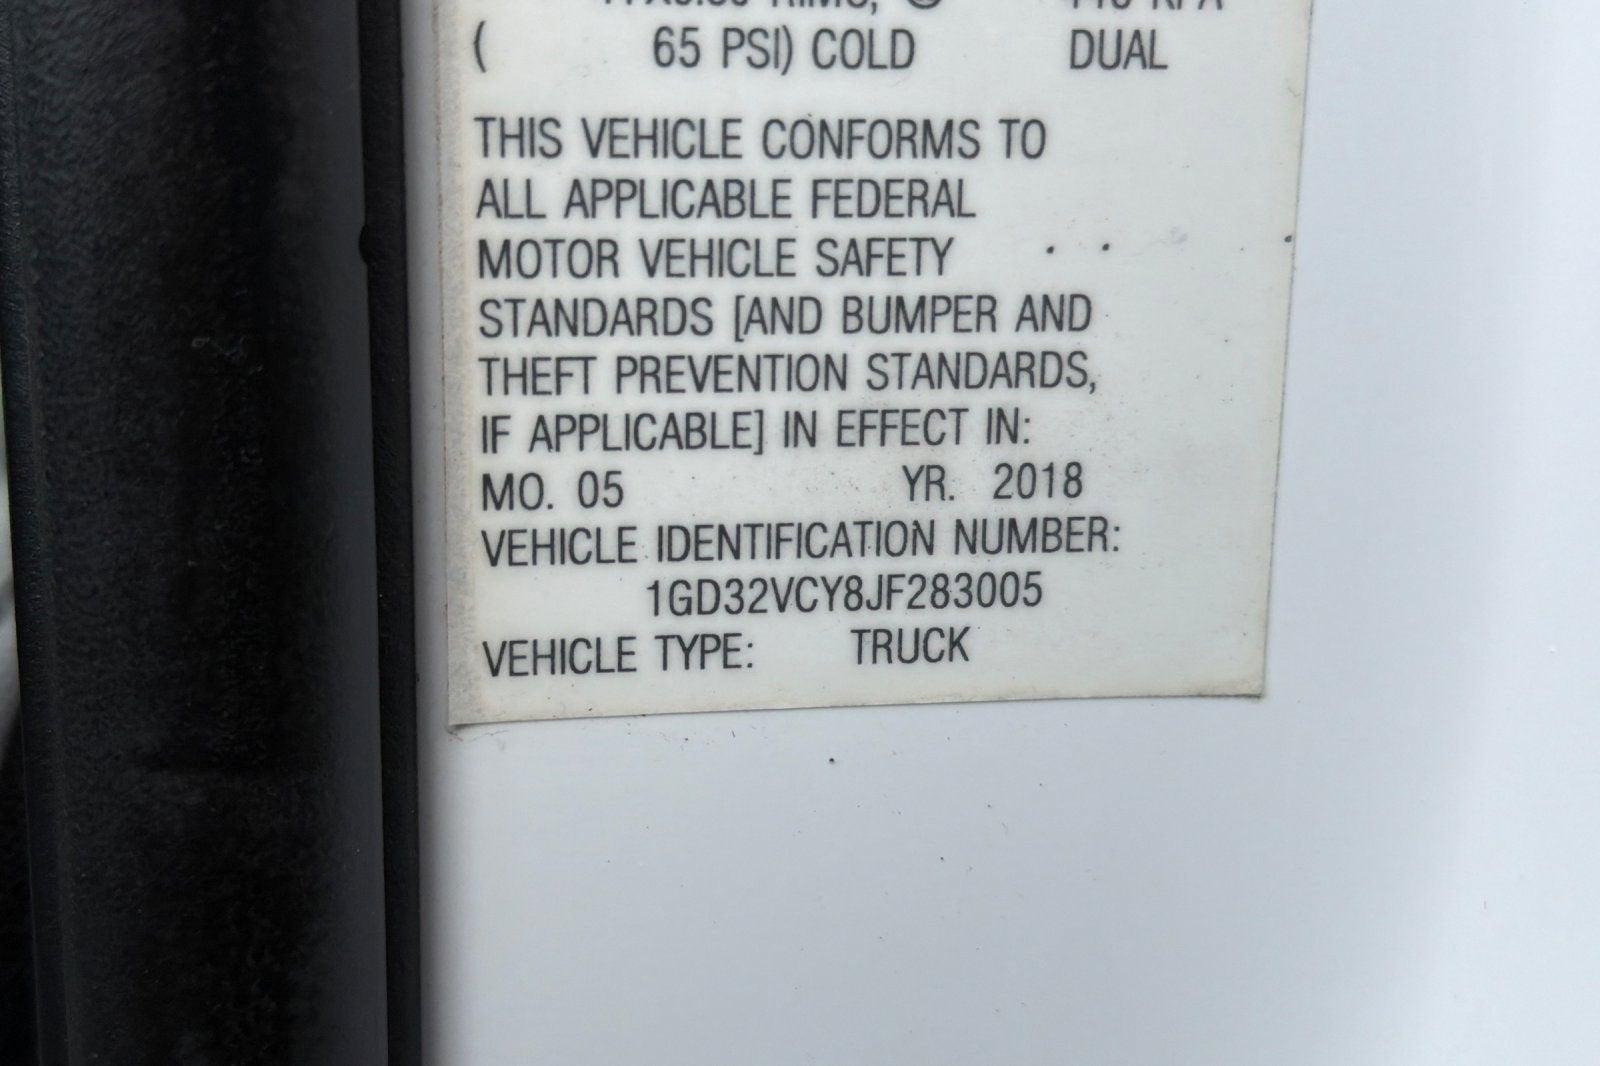 ( 65 PSI) COLD DUAL
THIS VEHICLE CONFORMS TO
ALL APPLICABLE FEDERAL
MOTOR VEHICLE SAFETY
STANDARDS [AND BUMPER AND
THEFT PREVENTION STANDARDS,
IF APPLICABLE] IN EFFECT IN:
MO. 05 YR. 2018
VEHICLE IDENTIFICATION NUMBER:
1GD32VCY8JF283005
VEHICLE TYPE: TRUCK